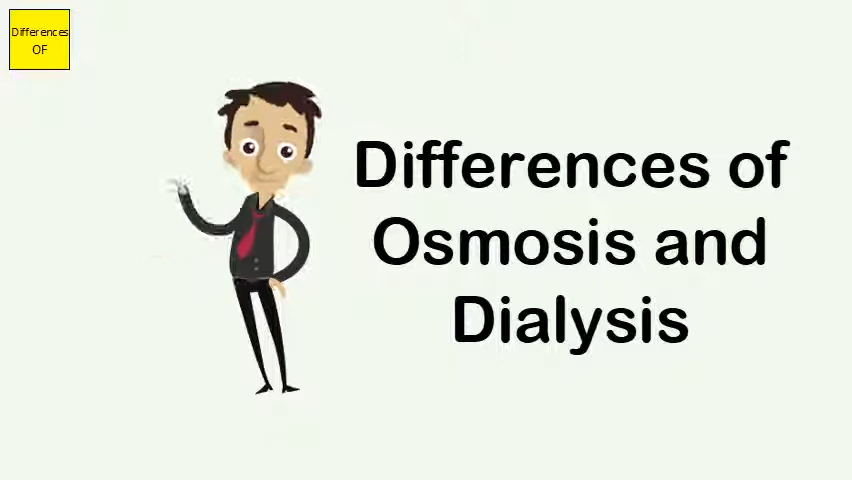 Differences
OF
Differences of
Osmosis and
Dialysis